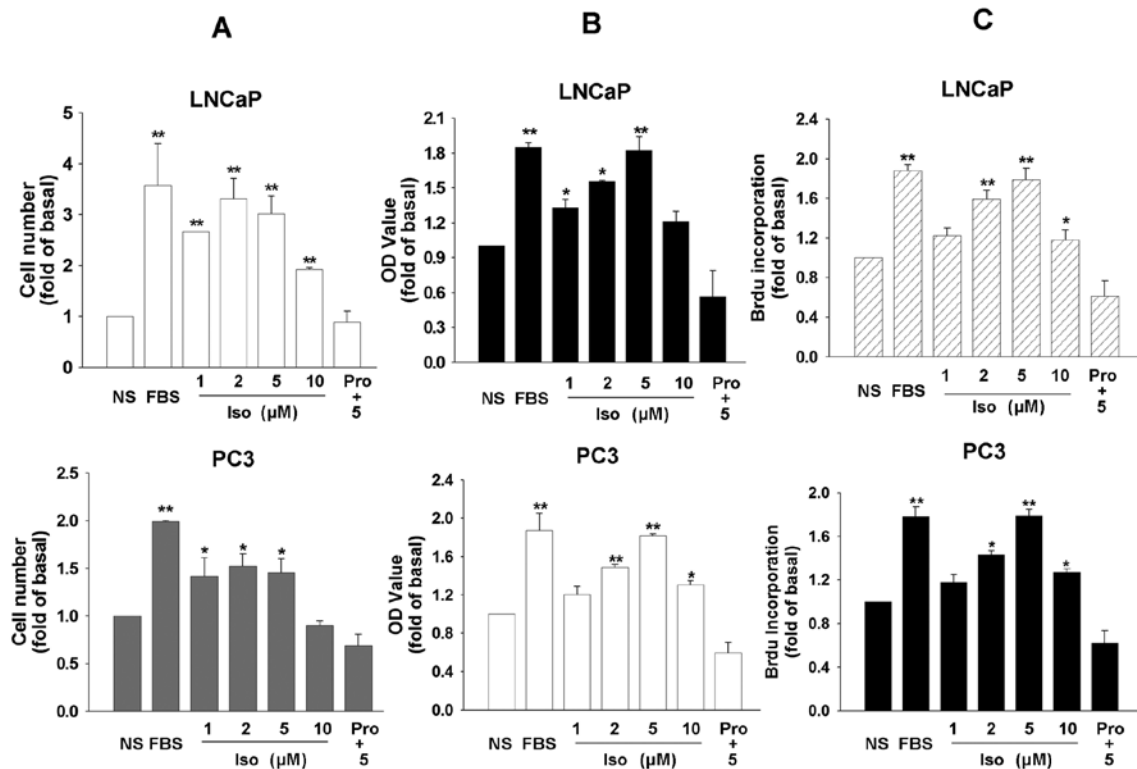 A
B
C
LNCaP
Cell number
(fold of basal)
5
4
3
2
1
0
**
**
**
**
**
NS FBS 1 2 5 10 Pro
+
5
Iso (µM)
LNCaP
OD Value
(fold of basal)
2.1
1.8
1.5
1.2
0.9
0.6
0.3
0.0
**
*
*
**
NS FBS 1 2 5 10 Pro
+
5
Iso (µM)
LNCaP
Brdu incorporation
(fold of basal)
2.4
2.0
1.6
1.2
0.8
0.4
0.0
**
**
**
*
NS FBS 1 2 5 10 Pro
+
5
Iso (µM)
PC3
Cell number
(fold of basal)
2.5
2.0
1.5
1.0
0.5
0.0
**
*
*
*
NS FBS 1 2 5 10 Pro
+
5
Iso (µM)
PC3
OD Value
(fold of basal)
2.4
2.0
1.6
1.2
0.8
0.4
0.0
**
**
**
*
NS FBS 1 2 5 10 Pro
+
5
Iso (µM)
PC3
Brdu Incorporation
(fold of basal)
2.0
1.6
1.2
0.8
0.4
0.0
**
*
**
*
NS FBS 1 2 5 10 Pro
+
5
Iso (µM)